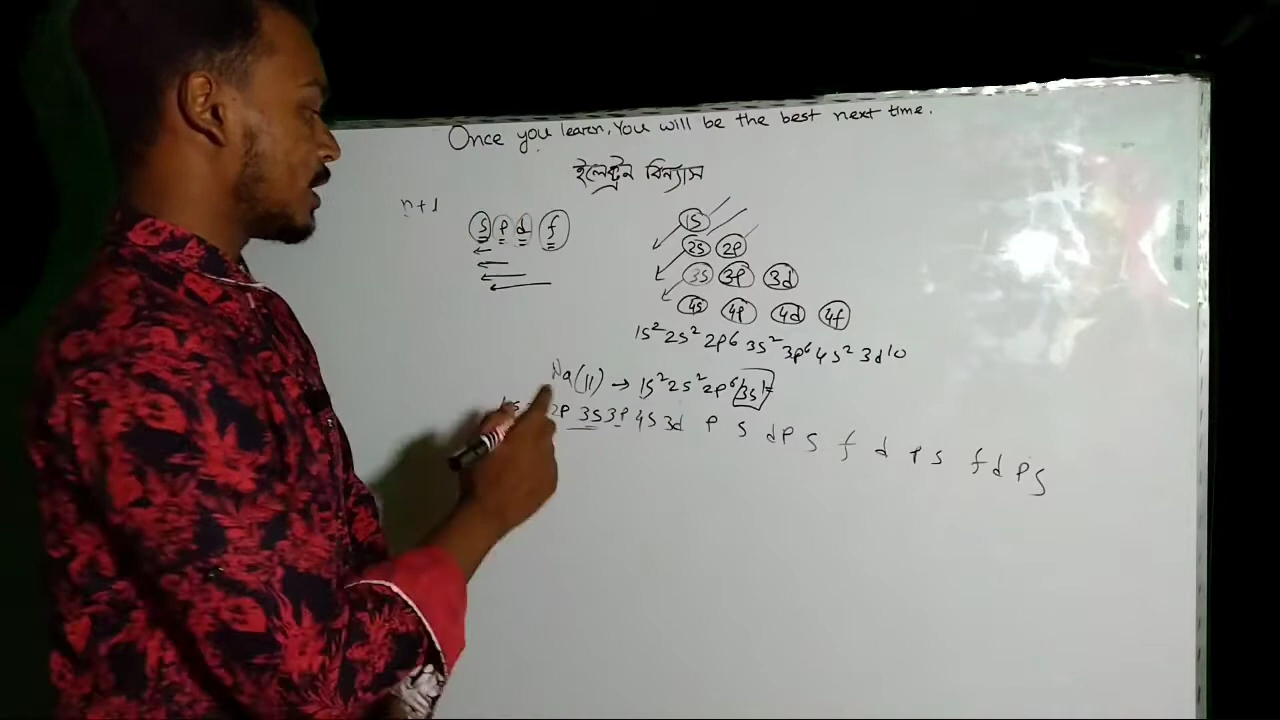 Once you learn, You will be the best next time.
ইলেক্ট্রন বিন্যাস
n+1
s p d f
1s
2s 2p
3s 3p 3d
4s 4p 4d 4f
1s² 2s² 2p⁶ 3s² 3p⁶ 4s² 3d¹⁰
Na(11) → 1s² 2s² 2p⁶ 3s¹
2p 3s 3p 4s 3d p s d p s f d p s f d p s